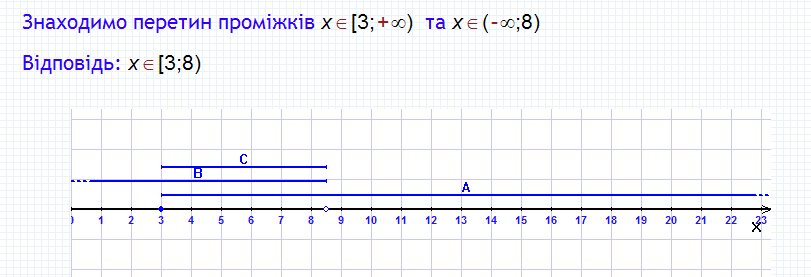 Знаходимо перетин проміжків x∈[3;+∞) та x∈(-∞;8)
Відповідь: x∈[3;8)
C
B
A
0 1 2 3 4 5 6 7 8 9 10 11 12 13 14 15 16 17 18 19 20 21 22 23
x